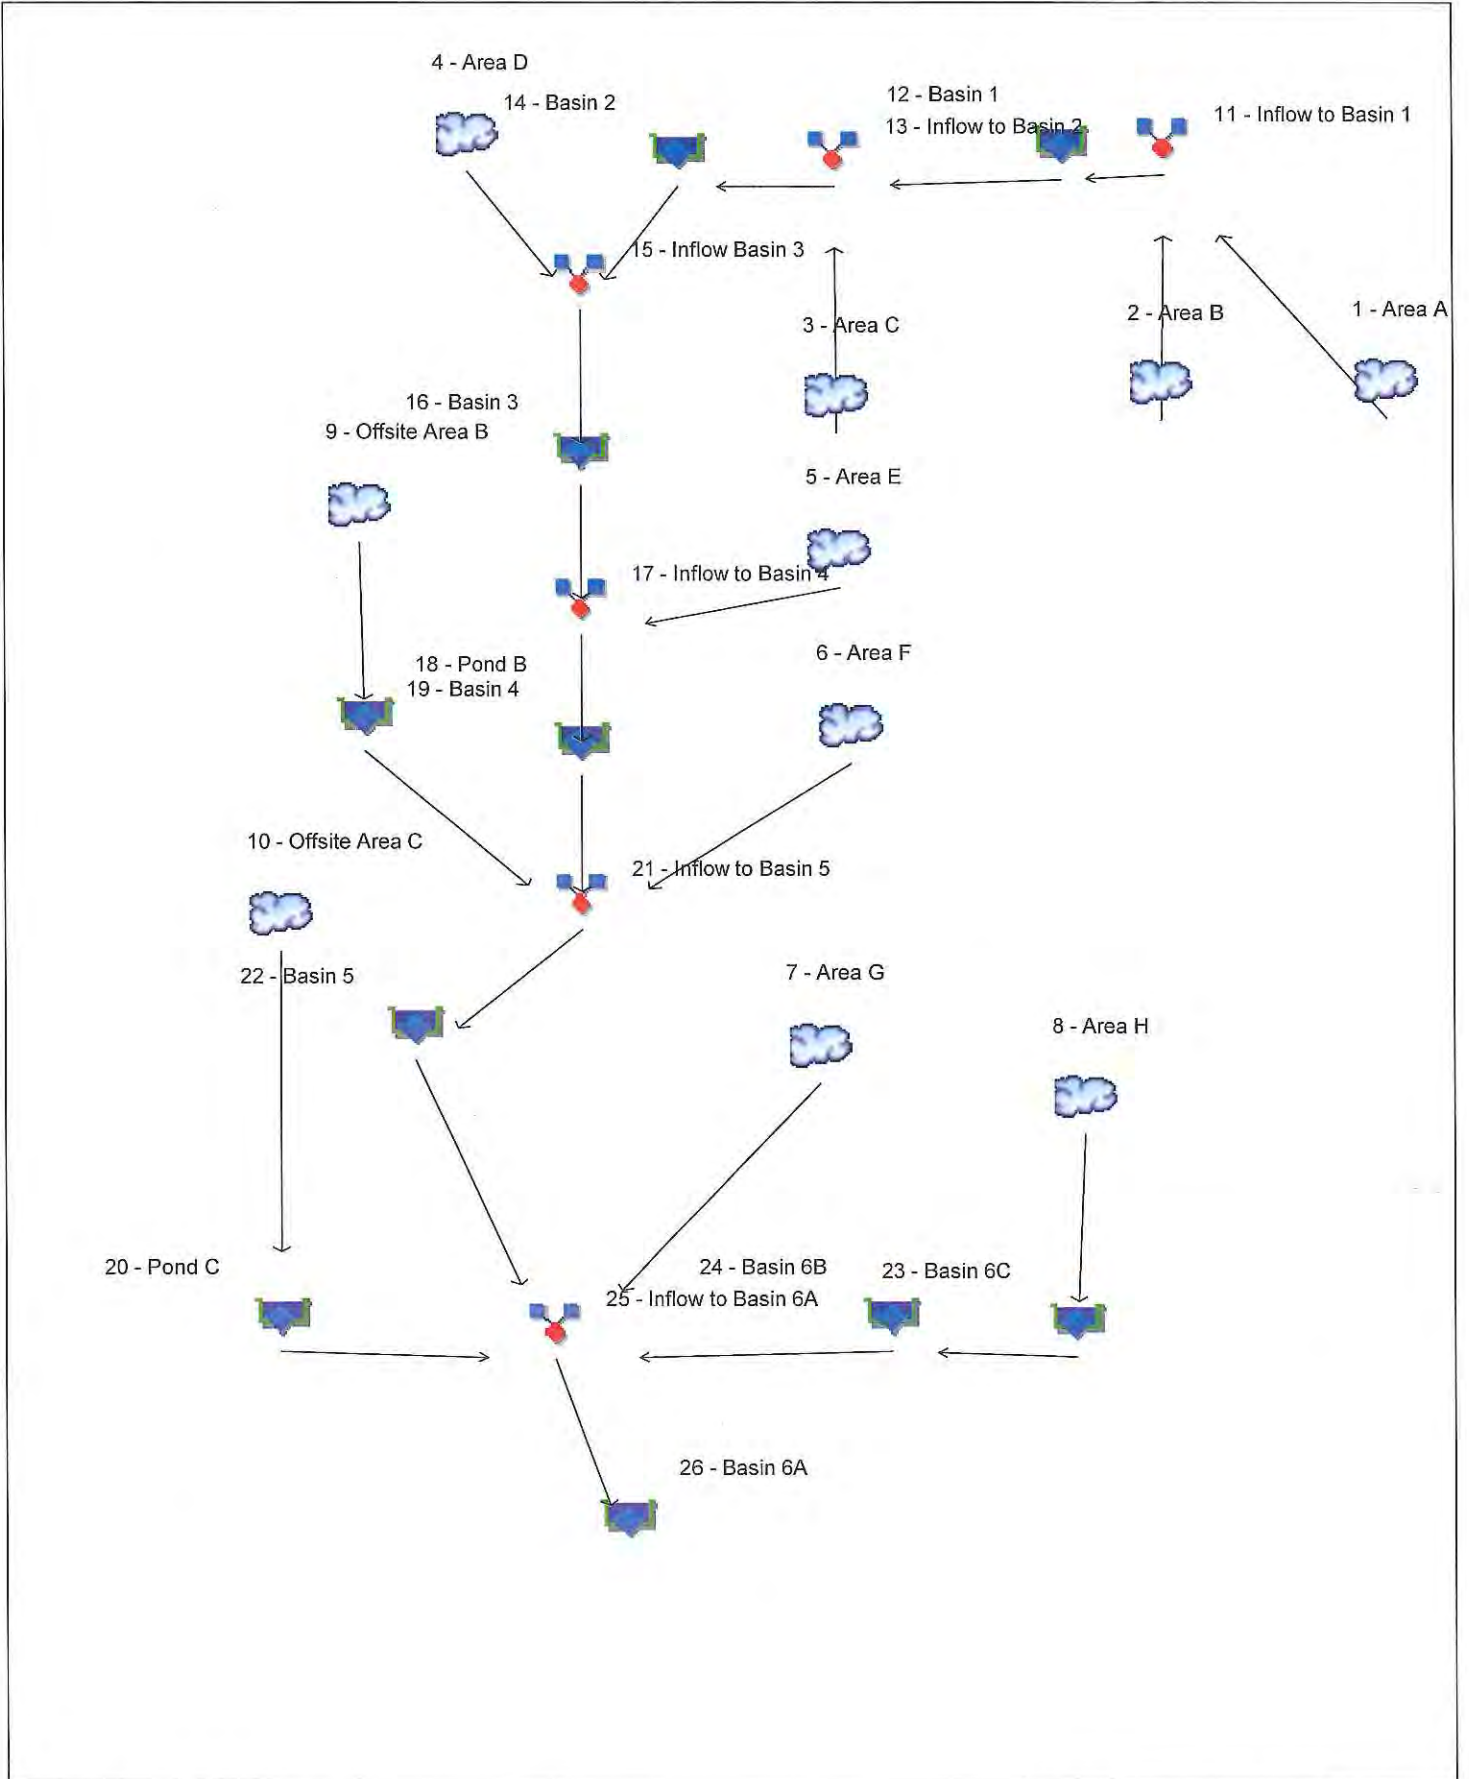 4 - Area D
14 - Basin 2
12 - Basin 1
13 - Inflow to Basin 2
11 - Inflow to Basin 1
15 - Inflow Basin 3
3 - Area C
2 - Area B
1 - Area A
16 - Basin 3
9 - Offsite Area B
5 - Area E
17 - Inflow to Basin 4
6 - Area F
18 - Pond B
19 - Basin 4
10 - Offsite Area C
21 - Inflow to Basin 5
22 - Basin 5
7 - Area G
8 - Area H
20 - Pond C
24 - Basin 6B
23 - Basin 6C
25 - Inflow to Basin 6A
26 - Basin 6A